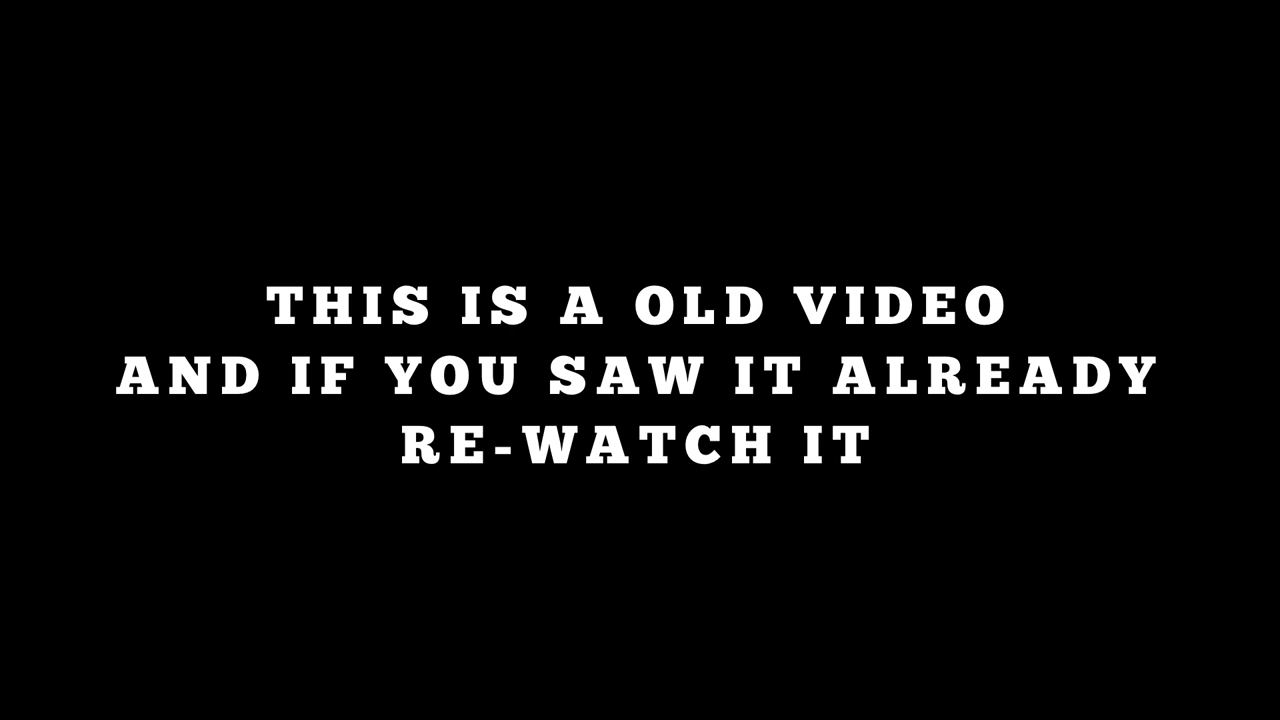 THIS IS A OLD VIDEO
AND IF YOU SAW IT ALREADY
RE-WATCH IT